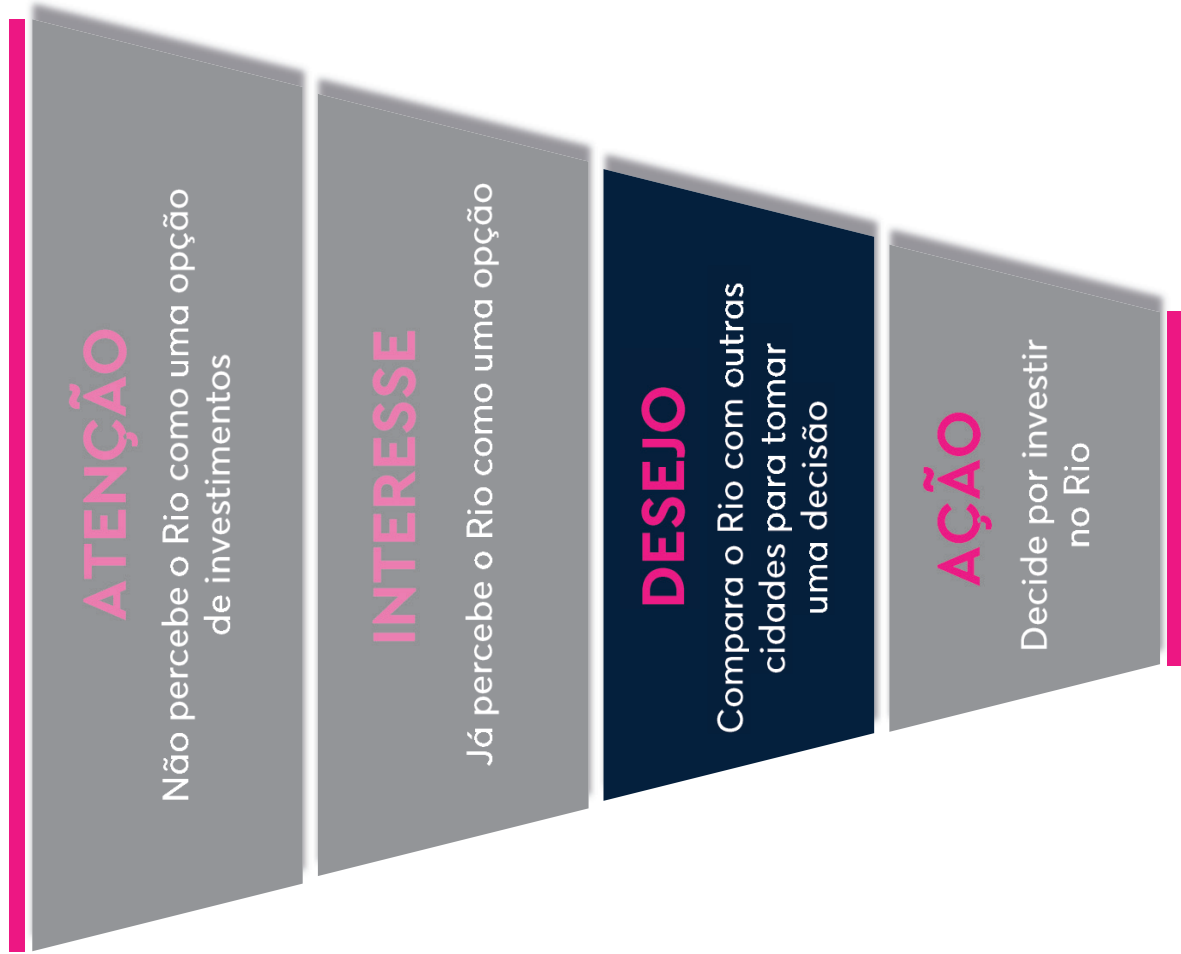 ATENÇÃO
Não percebe o Rio como uma opção
de investimentos
INTERESSE
Já percebe o Rio como uma opção
DESEJO
Compara o Rio com outras
cidades para tomar
uma decisão
AÇÃO
Decide por investir
no Rio